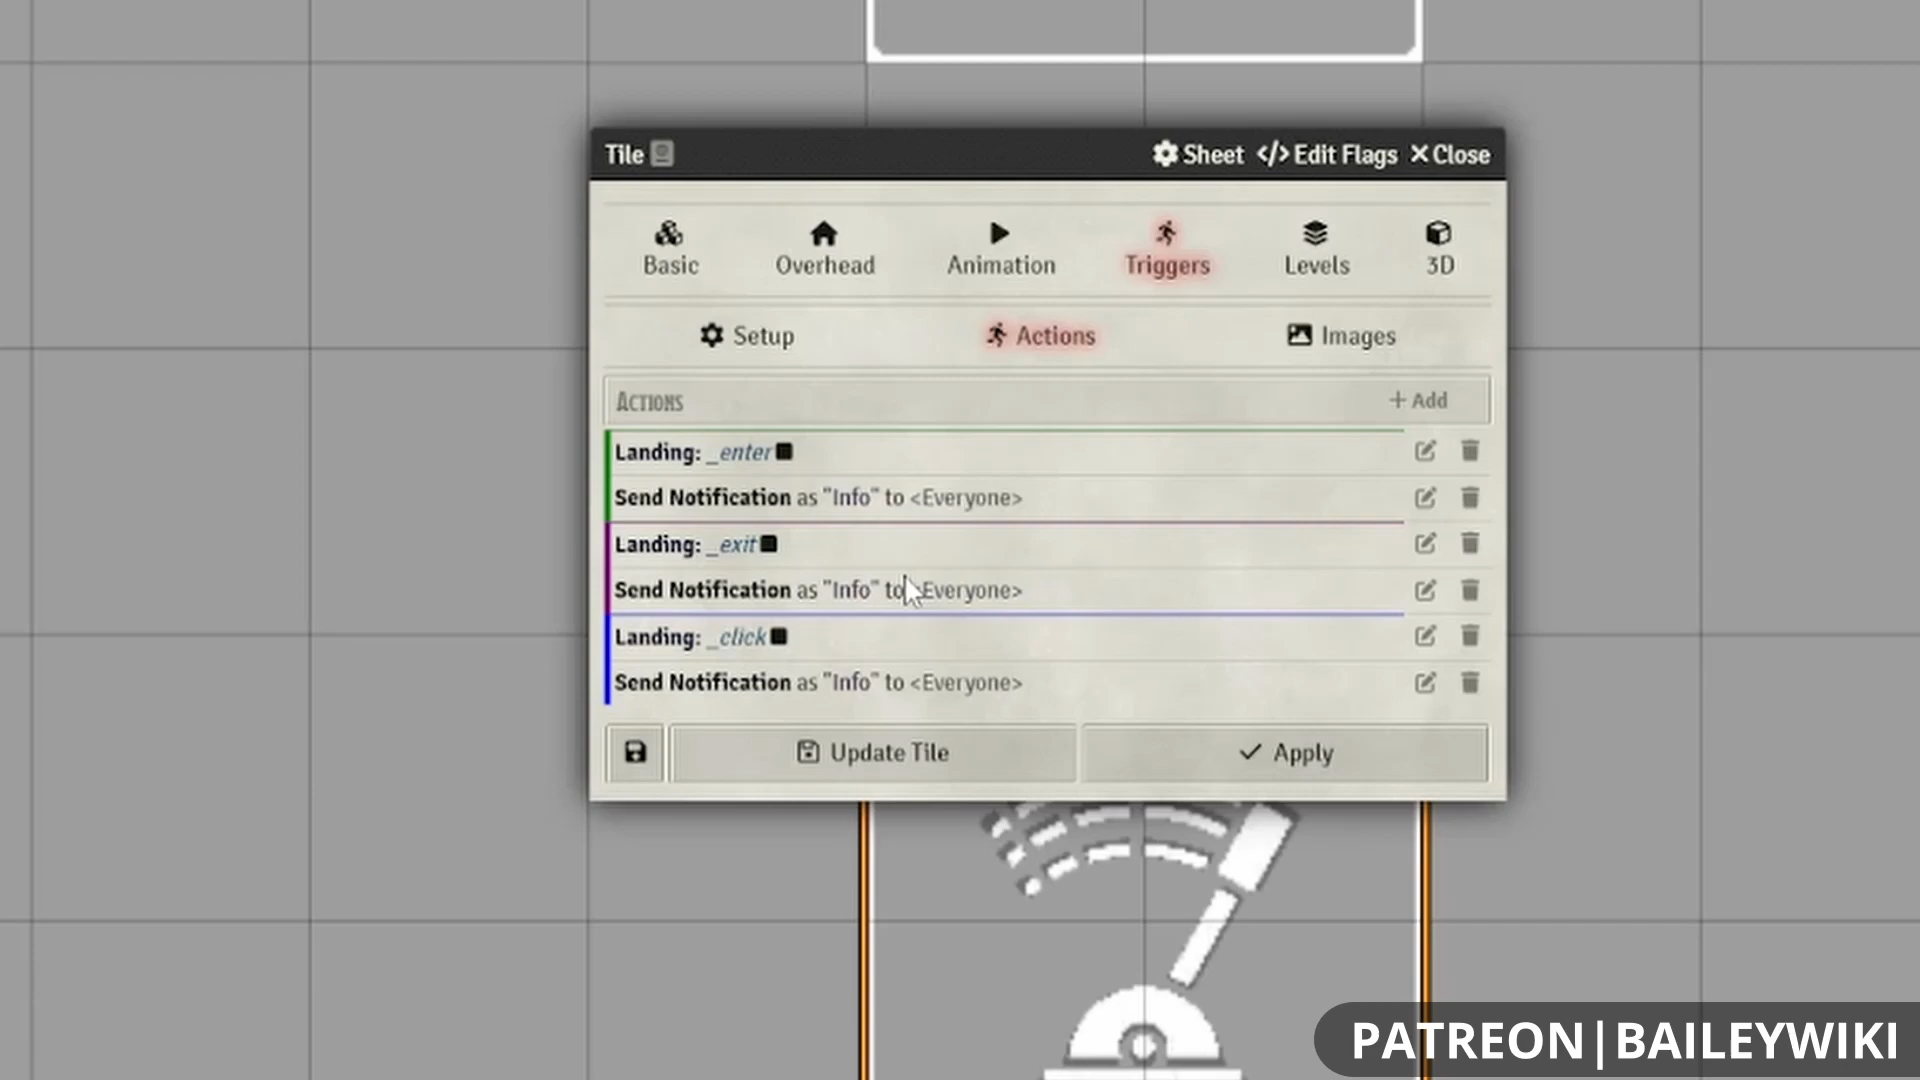 Tile Sheet </> Edit Flags Close
Basic Overhead Animation Triggers Levels 3D
Setup Actions Images
ACTIONS + Add
Landing: _enter
Send Notification as "Info" to <Everyone>
Landing: _exit
Send Notification as "Info" to <Everyone>
Landing: _click
Send Notification as "Info" to <Everyone>
Update Tile Apply
PATREON|BAILEYWIKI